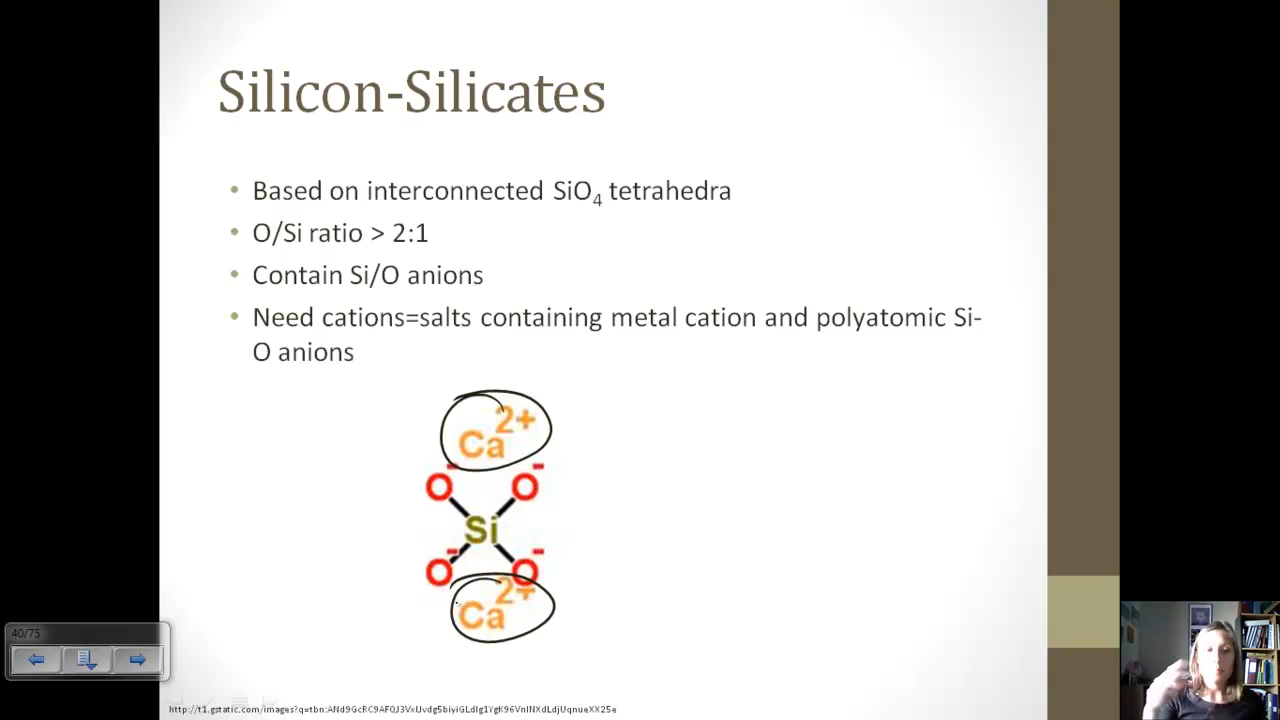 Silicon-Silicates
• Based on interconnected SiO4 tetrahedra
• O/Si ratio > 2:1
• Contain Si/O anions
• Need cations=salts containing metal cation and polyatomic Si-
O anions
Ca2+
O- O-
Si
O- O-
Ca2+
40/75